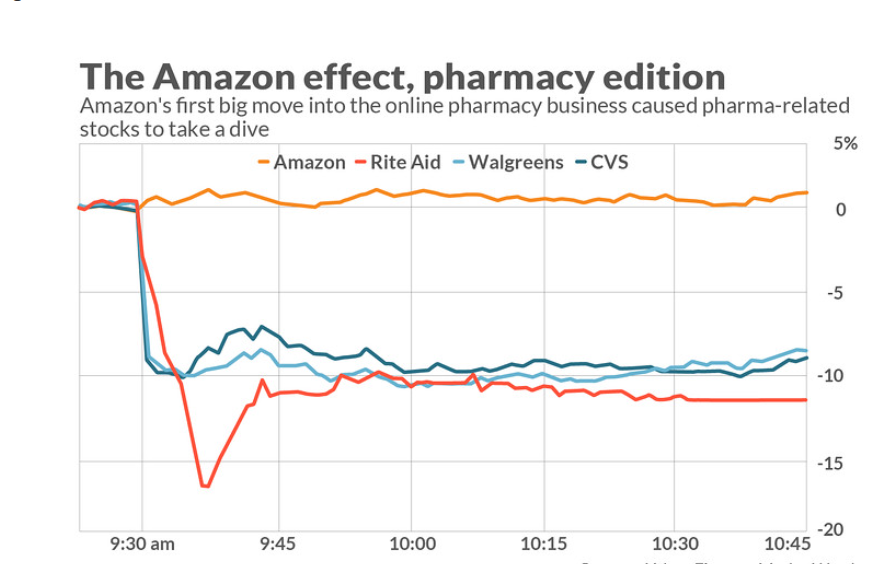 The Amazon effect, pharmacy edition
Amazon's first big move into the online pharmacy business caused pharma-related
stocks to take a dive
5%
Amazon Rite Aid Walgreens CVS
0
-5
-10
-15
-20
9:30 am 9:45 10:00 10:15 10:30 10:45